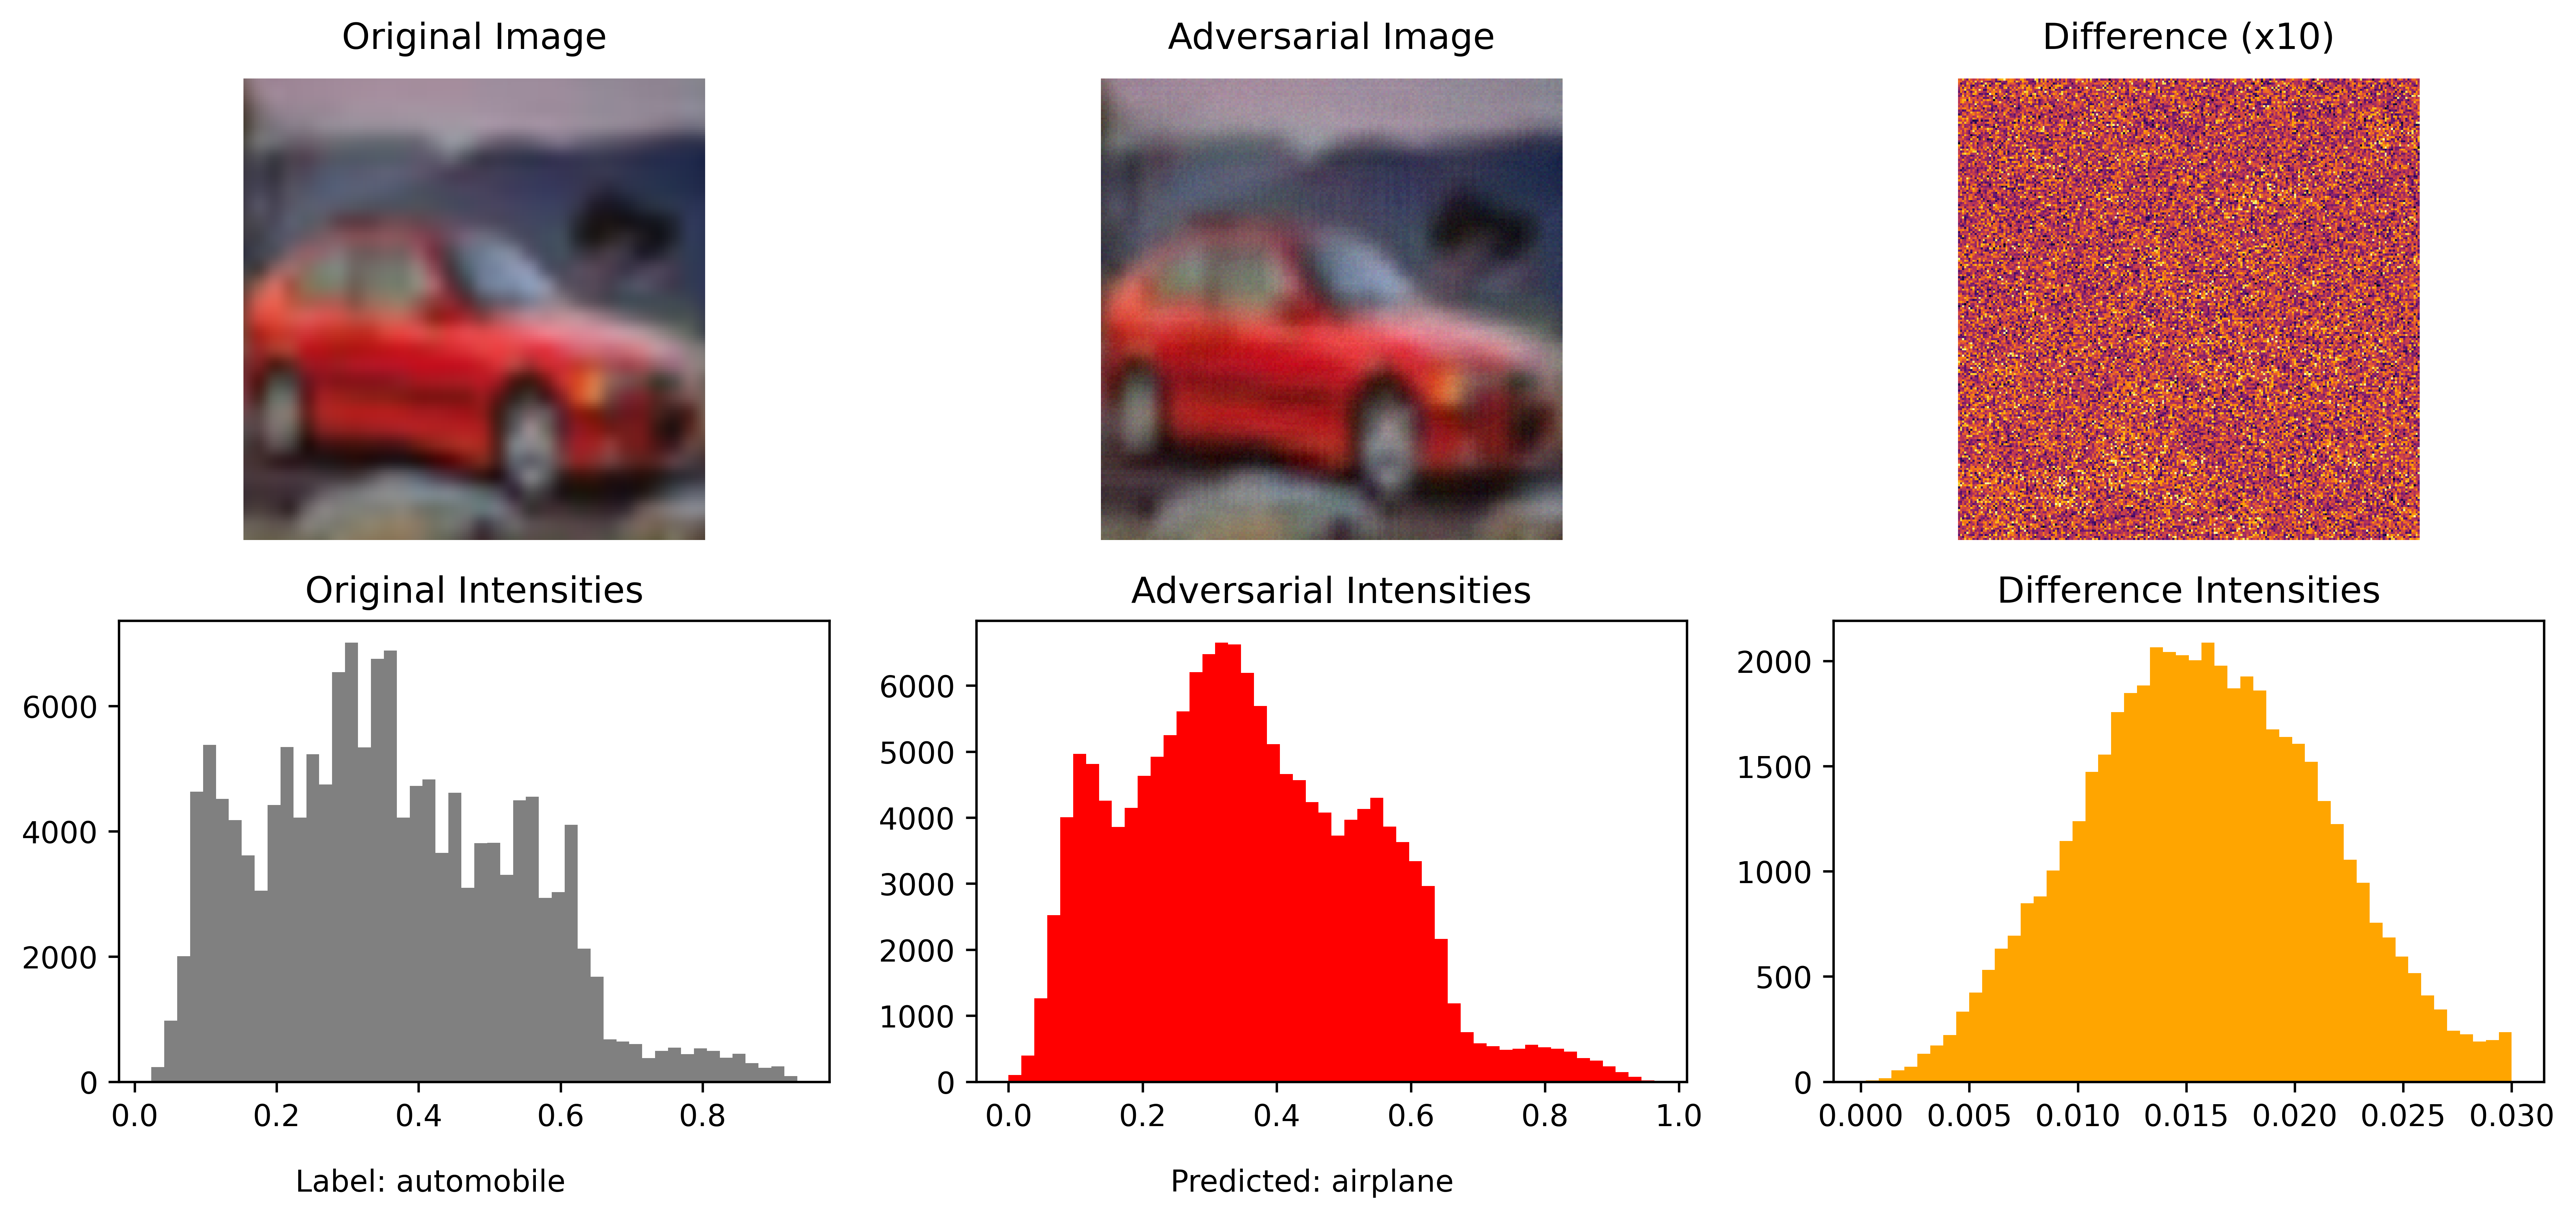 Original Image
Adversarial Image
Difference (x10)
Original Intensities
Adversarial Intensities
Difference Intensities
6000
4000
2000
0
0.0 0.2 0.4 0.6 0.8
6000
5000
4000
3000
2000
1000
0
0.0 0.2 0.4 0.6 0.8 1.0
2000
1500
1000
500
0
0.000 0.005 0.010 0.015 0.020 0.025 0.030
Label: automobile
Predicted: airplane